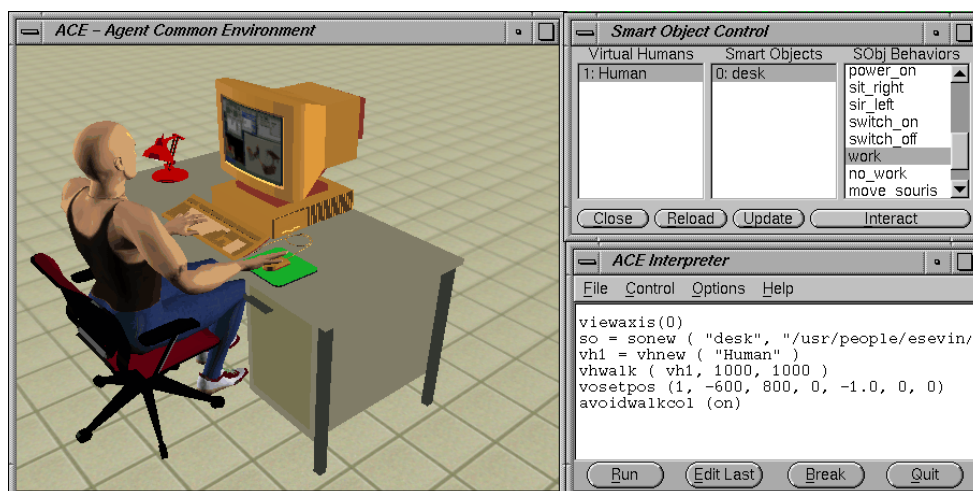 ACE – Agent Common Environment
Smart Object Control
Virtual Humans Smart Objects SObj Behaviors
1: Human
0: desk
power_on
sit_right
sir_left
switch_on
switch_off
work
no_work
move_souris
Close Reload Update Interact
ACE Interpreter
File Control Options Help
viewaxis(0)
so = sonew ( "desk", "/usr/people/esevin/
vh1 = vhnew ( "Human" )
vhwalk ( vh1, 1000, 1000 )
vosetpos (1, -600, 800, 0, -1.0, 0, 0)
avoidwalkcol (on)
Run Edit Last Break Quit